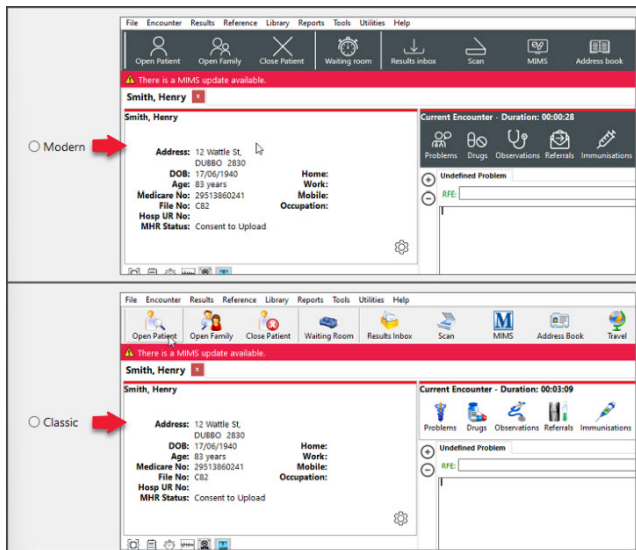 File Encounter Results Reference Library Reports Tools Utilities Help
Open Patient Open Family Close Patient Waiting room Results inbox Scan MIMS Address book
There is a MIMS update available.
Smith, Henry x
Smith, Henry
Current Encounter - Duration: 00:00:28
Modern
Address: 12 Wattle St,
DUBBO 2830
Problems Drugs Observations Referrals Immunisations
DOB: 17/06/1940 Home:
Age: 83 years Work:
Undefined Problem
Medicare No: 29513860241 Mobile:
RFE:
File No: C82 Occupation:
Hosp UR No:
MHR Status: Consent to Upload
File Encounter Results Reference Library Reports Tools Utilities Help
M
Open Patient Open Family Close Patient Waiting Room Results Inbox Scan MIMS Address Book Travel
There is a MIMS update available.
Smith, Henry x
Smith, Henry
Current Encounter - Duration: 00:03:09
Classic
Address: 12 Wattle St,
DUBBO 2830
Problems Drugs Observations Referrals Immunisations
DOB: 17/06/1940 Home:
Age: 83 years Work:
Undefined Problem
Medicare No: 29513860241 Mobile:
RFE:
File No: C82 Occupation:
Hosp UR No:
MHR Status: Consent to Upload